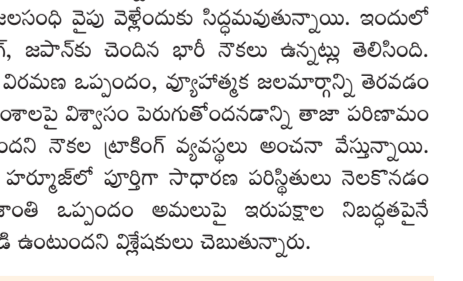 జలసంధి వైపు వెళ్లేందుకు సిద్ధమవుతున్నాయి. ఇందులో
జపాన్‌కు చెందిన భారీ నౌకలు ఉన్నట్లు తెలిసింది.
విరమణ ఒప్పందం, వ్యూహాత్మక జలమార్గాన్ని తెరవడం
అంశాలపై విశ్వాసం పెరుగుతోందనడాన్ని తాజా పరిణామం
నౌకల ట్రాకింగ్ వ్యవస్థలు అంచనా వేస్తున్నాయి.
హర్మూజ్‌లో పూర్తిగా సాధారణ పరిస్థితులు నెలకొనడం
శాంతి ఒప్పందం అమలుపై ఇరుపక్షాల నిబద్ధతపైనే
ఉంటుందని విశ్లేషకులు చెబుతున్నారు.